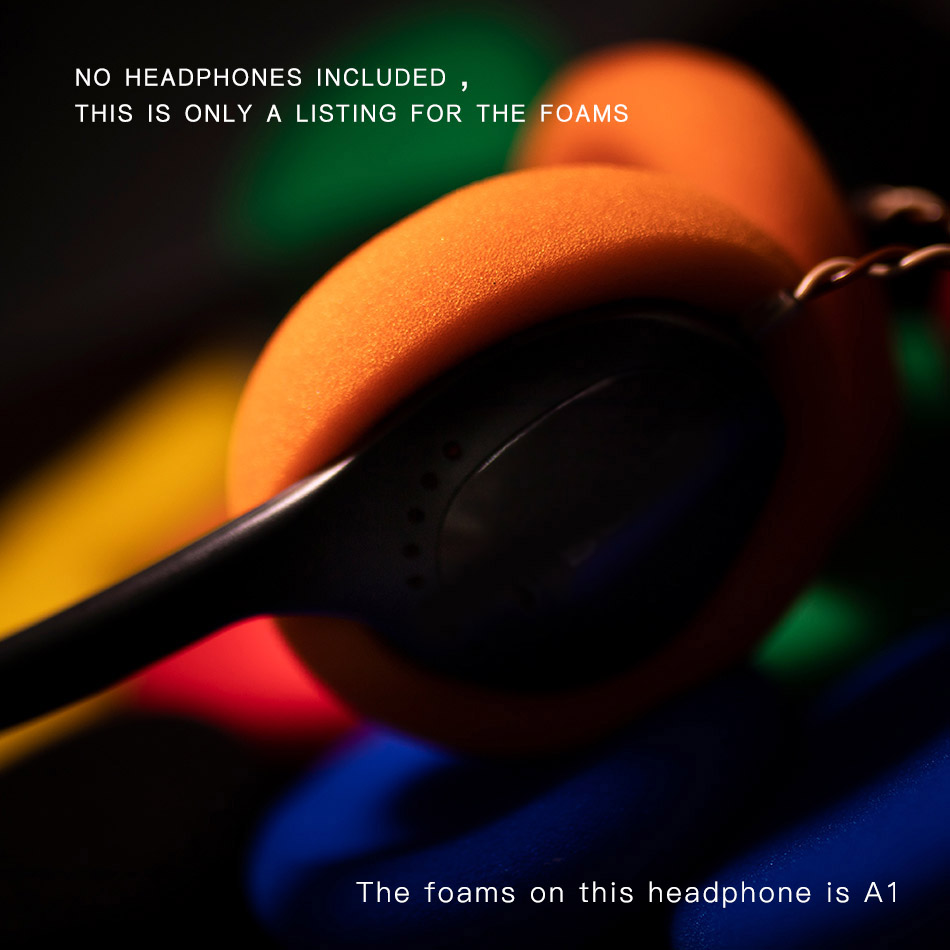 NO HEADPHONES INCLUDED ,
THIS IS ONLY A LISTING FOR THE FOAMS
The foams on this headphone is A1